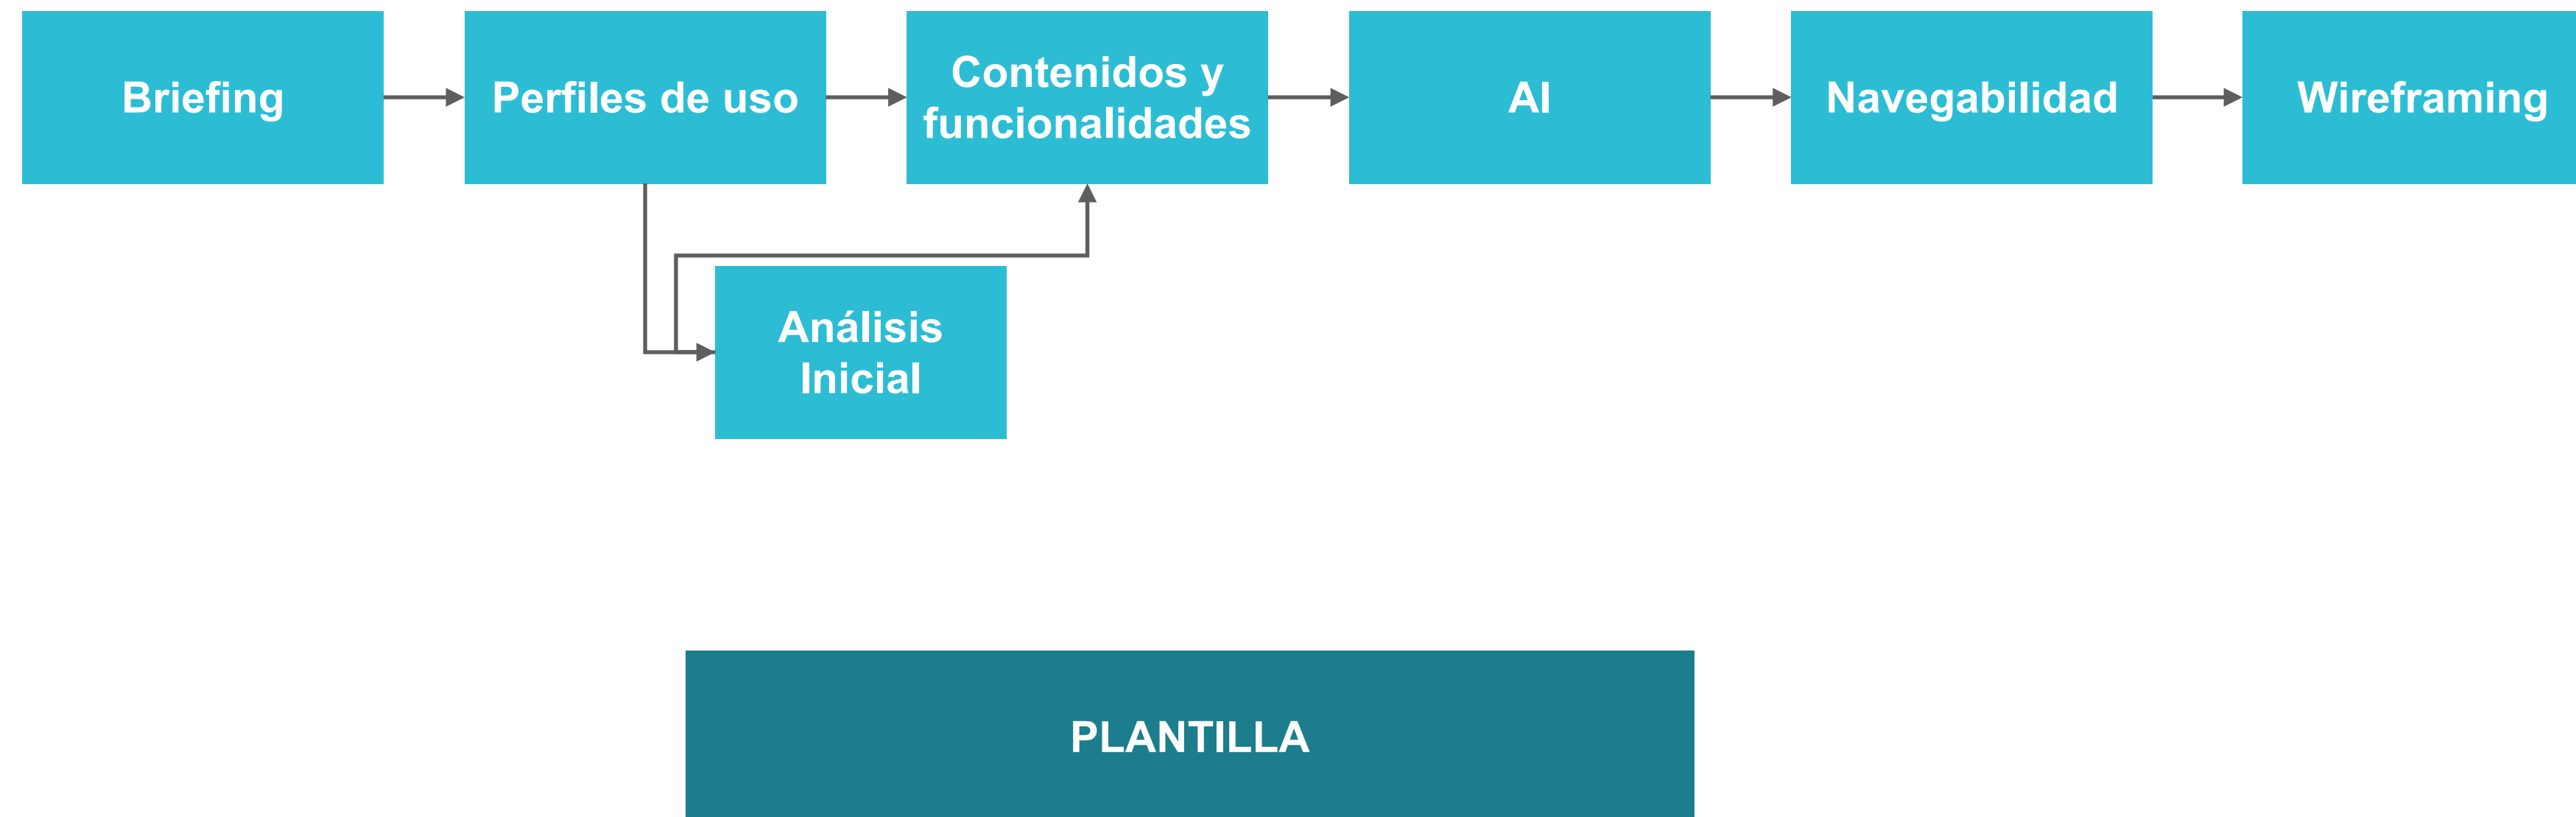 Briefing
Perfiles de uso
Contenidos y
funcionalidades
AI
Navegabilidad
Wireframing
Análisis
Inicial
PLANTILLA